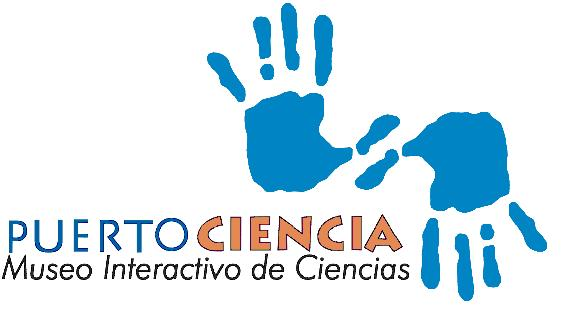 PUERTOCIENCIA
Museo Interactivo de Ciencias